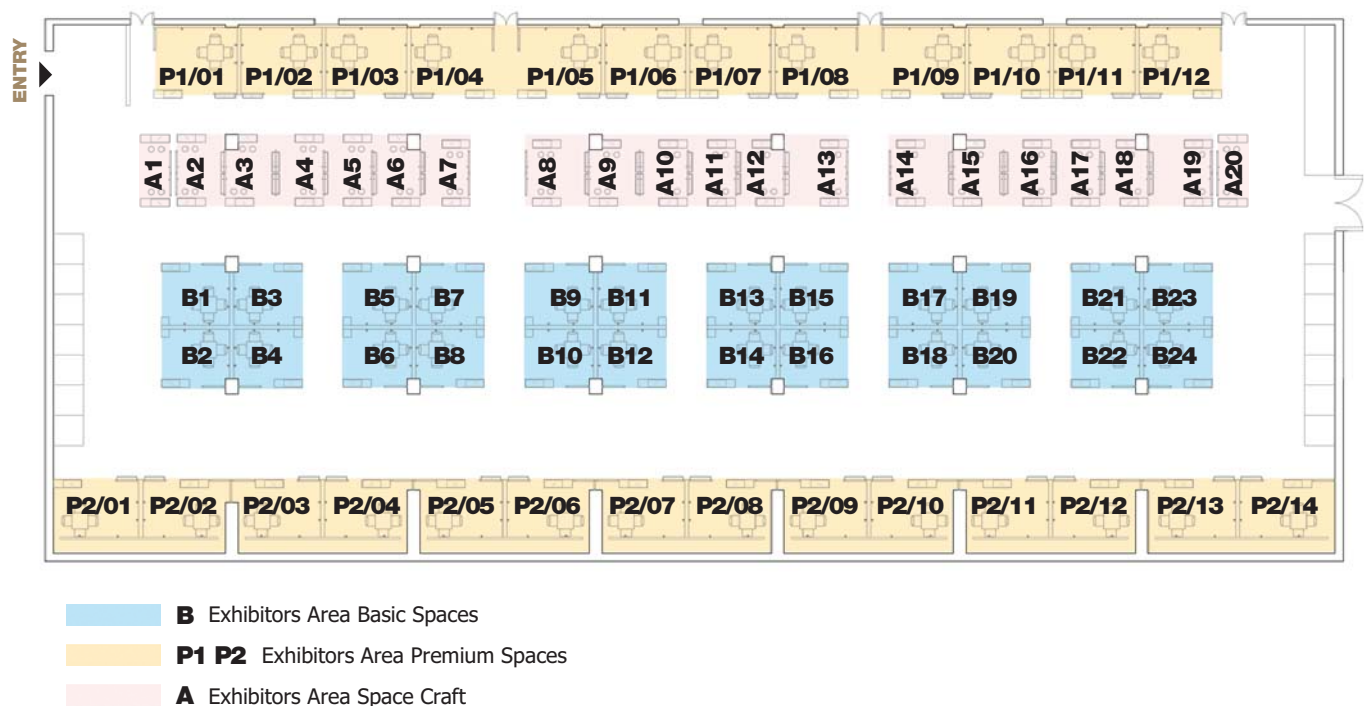 ENTRY
P1/01 P1/02 P1/03 P1/04 P1/05 P1/06 P1/07 P1/08 P1/09 P1/10 P1/11 P1/12
A1 A2 A3 A4 A5 A6 A7 A8 A9 A10 A11 A12 A13 A14 A15 A16 A17 A18 A19 A20
B1 B3 B5 B7 B9 B11 B13 B15 B17 B19 B21 B23
B2 B4 B6 B8 B10 B12 B14 B16 B18 B20 B22 B24
P2/01 P2/02 P2/03 P2/04 P2/05 P2/06 P2/07 P2/08 P2/09 P2/10 P2/11 P2/12 P2/13 P2/14
B Exhibitors Area Basic Spaces
P1 P2 Exhibitors Area Premium Spaces
A Exhibitors Area Space Craft